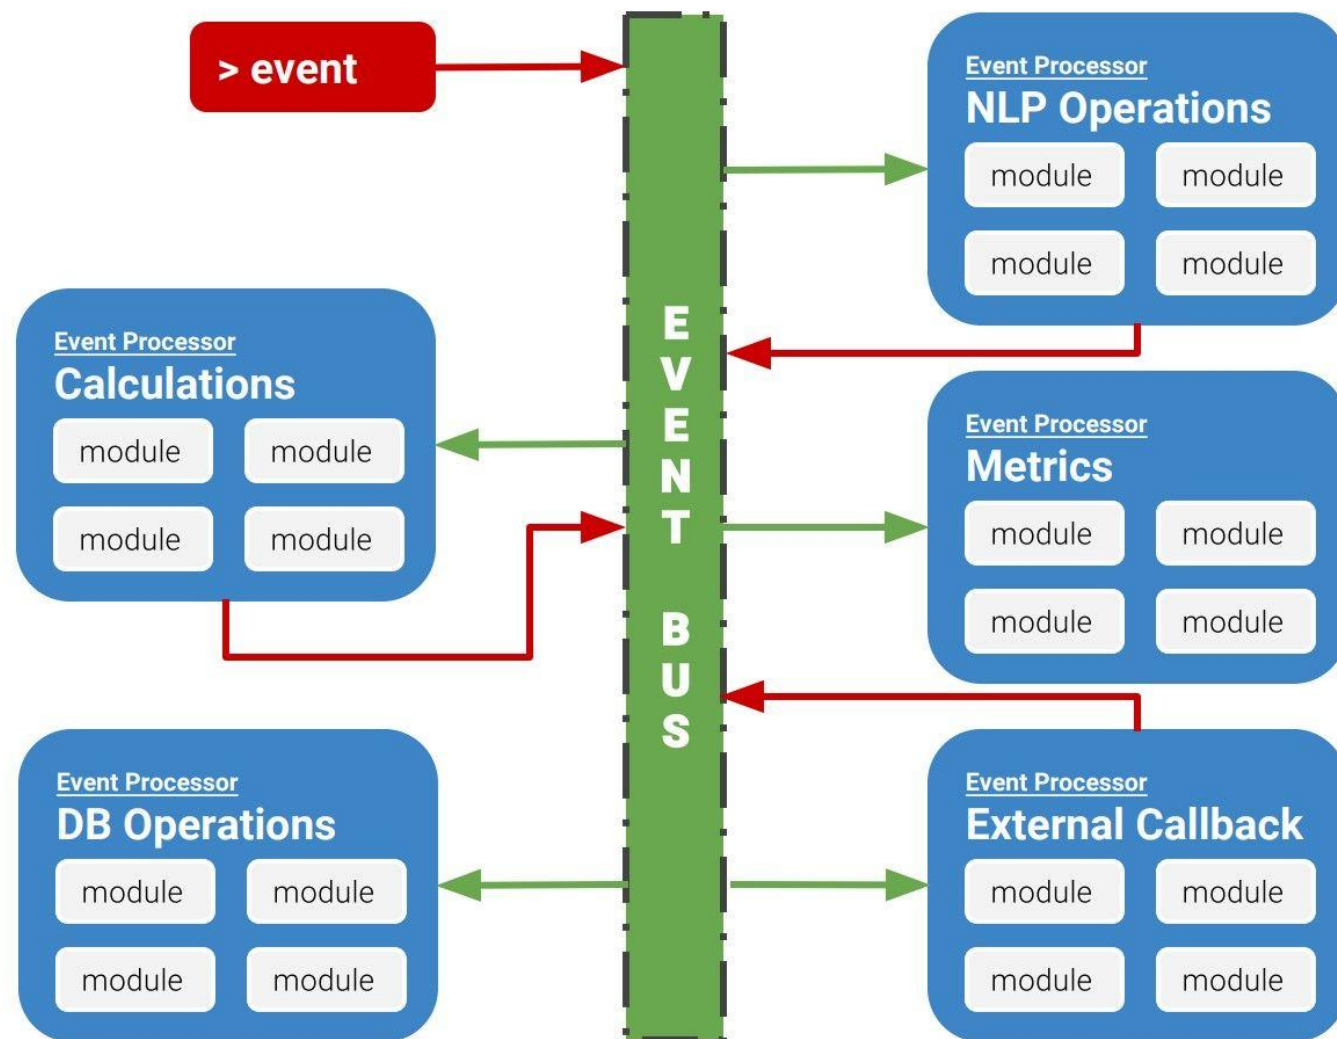 > event
Event Processor
NLP Operations
module module
module module
Event Processor
Calculations
module module
module module
EVENT BUS
Event Processor
Metrics
module module
module module
Event Processor
DB Operations
module module
module module
Event Processor
External Callback
module module
module module